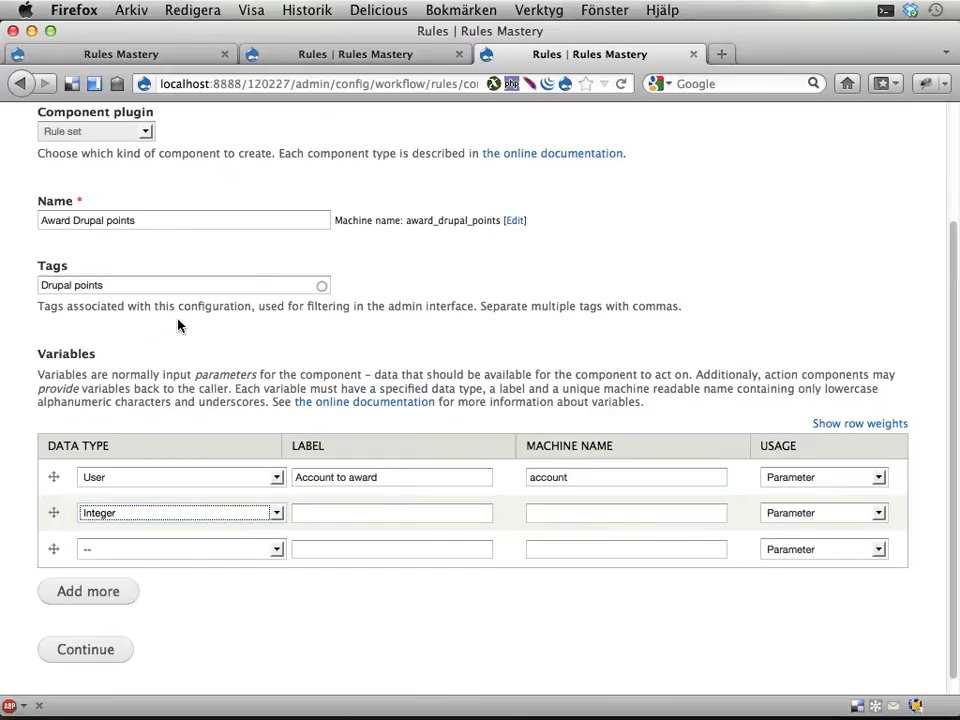 Firefox Arkiv Redigera Visa Historik Delicious Bokmärken Verktyg Fönster Hjälp
Rules | Rules Mastery
Rules Mastery Rules | Rules Mastery Rules | Rules Mastery
localhost:8888/120227/admin/config/workflow/rules/cor php Google
Component plugin
Rule set
Choose which kind of component to create. Each component type is described in the online documentation.
Name *
Award Drupal points Machine name: award_drupal_points [Edit]
Tags
Drupal points
Tags associated with this configuration, used for filtering in the admin interface. Separate multiple tags with commas.
Variables
Variables are normally input parameters for the component – data that should be available for the component to act on. Additionaly, action components may
provide variables back to the caller. Each variable must have a specified data type, a label and a unique machine readable name containing only lowercase
alphanumeric characters and underscores. See the online documentation for more information about variables.
Show row weights
DATA TYPE LABEL MACHINE NAME USAGE
User Account to award account Parameter
Integer Parameter
-- Parameter
Add more
Continue
ABP